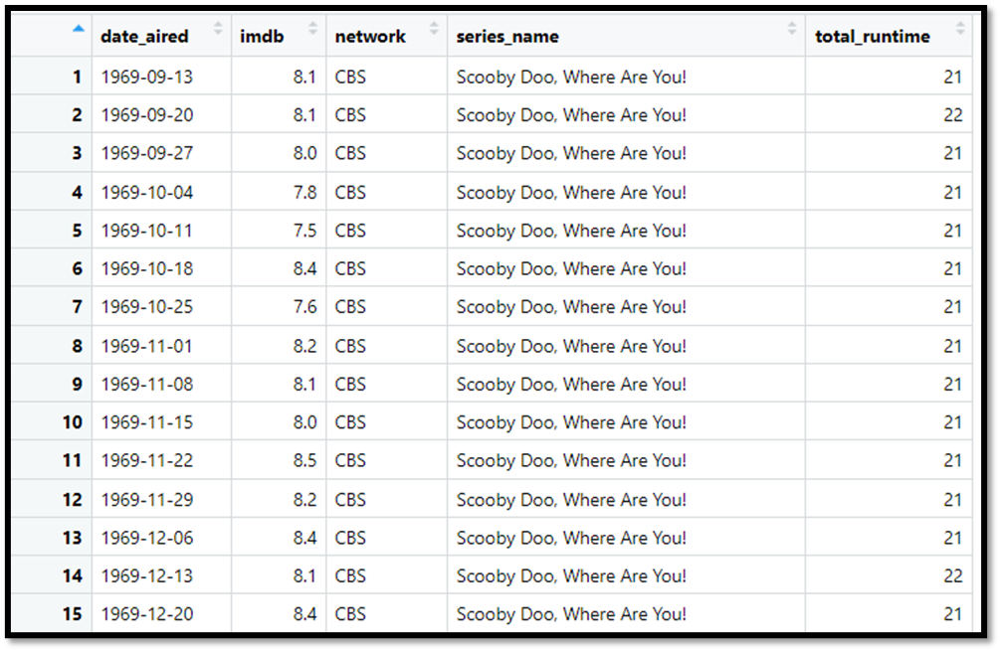 date_aired imdb network series_name total_runtime
1 1969-09-13 8.1 CBS Scooby Doo, Where Are You! 21
2 1969-09-20 8.1 CBS Scooby Doo, Where Are You! 22
3 1969-09-27 8.0 CBS Scooby Doo, Where Are You! 21
4 1969-10-04 7.8 CBS Scooby Doo, Where Are You! 21
5 1969-10-11 7.5 CBS Scooby Doo, Where Are You! 21
6 1969-10-18 8.4 CBS Scooby Doo, Where Are You! 21
7 1969-10-25 7.6 CBS Scooby Doo, Where Are You! 21
8 1969-11-01 8.2 CBS Scooby Doo, Where Are You! 21
9 1969-11-08 8.1 CBS Scooby Doo, Where Are You! 21
10 1969-11-15 8.0 CBS Scooby Doo, Where Are You! 21
11 1969-11-22 8.5 CBS Scooby Doo, Where Are You! 21
12 1969-11-29 8.2 CBS Scooby Doo, Where Are You! 21
13 1969-12-06 8.4 CBS Scooby Doo, Where Are You! 21
14 1969-12-13 8.1 CBS Scooby Doo, Where Are You! 22
15 1969-12-20 8.4 CBS Scooby Doo, Where Are You! 21